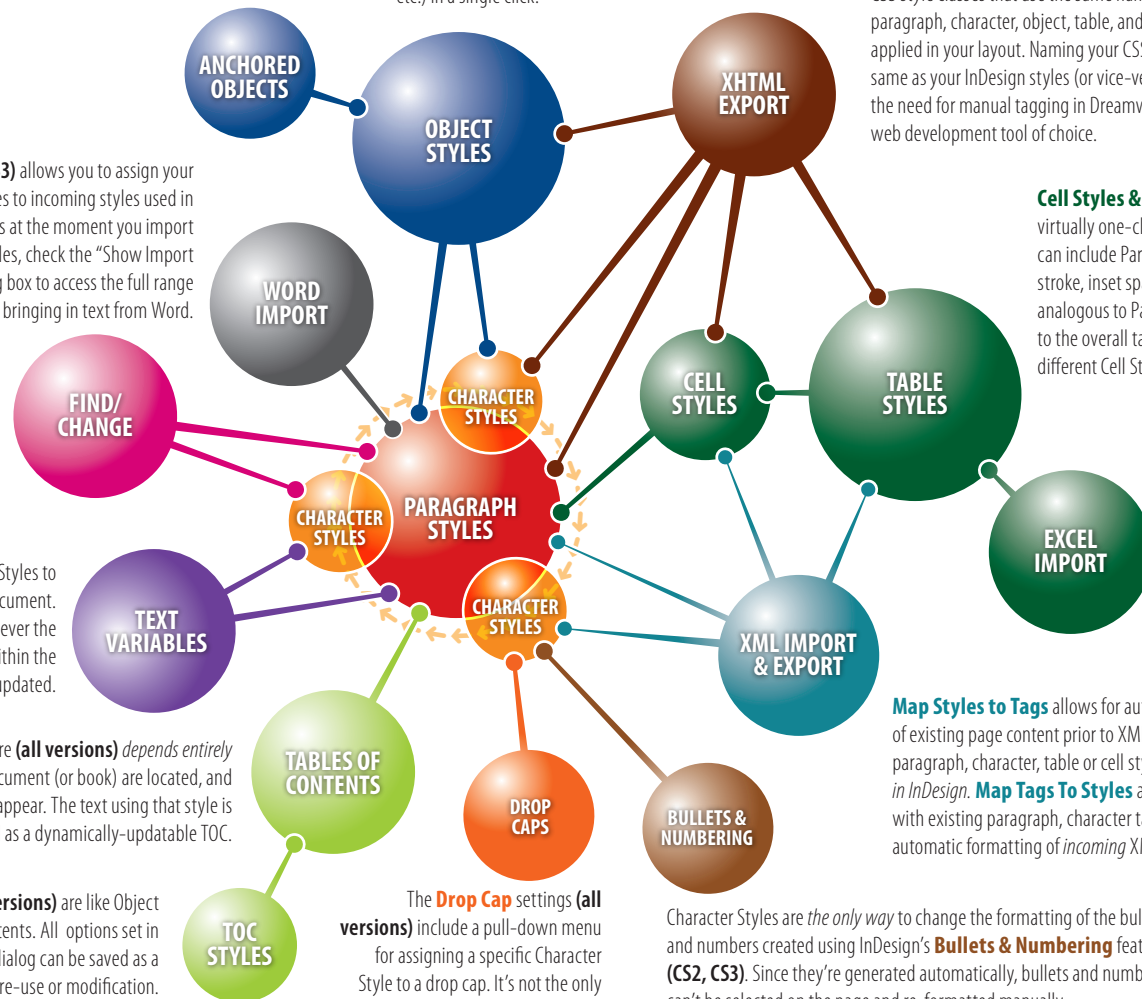 etc.) in a single click.
paragraph, character, object, table, and
applied in your layout. Naming your CS
same as your InDesign styles (or vice-ve
the need for manual tagging in Dreamv
web development tool of choice.
ANCHORED
OBJECTS
OBJECT
STYLES
XHTML
EXPORT
3) allows you to assign your
es to incoming styles used in
s at the moment you import
les, check the “Show Import
g box to access the full range
bringing in text from Word.
Cell Styles &
virtually one-cl
can include Par
stroke, inset sp
analogous to Pa
to the overall ta
different Cell St
WORD
IMPORT
FIND/
CHANGE
CHARACTER
STYLES
CELL
STYLES
TABLE
STYLES
PARAGRAPH
STYLES
CHARACTER
STYLES
EXCEL
IMPORT
Styles to
cument.
ever the
ithin the
updated.
TEXT
VARIABLES
CHARACTER
STYLES
XML IMPORT
& EXPORT
Map Styles to Tags allows for au
of existing page content prior to XM
paragraph, character, table or cell sty
in InDesign. Map Tags To Styles a
with existing paragraph, character ta
automatic formatting of incoming X
re (all versions) depends entirely
cument (or book) are located, and
appear. The text using that style is
as a dynamically-updatable TOC.
TABLES OF
CONTENTS
DROP
CAPS
BULLETS &
NUMBERING
ersions) are like Object
tents. All options set in
dialog can be saved as a
re-use or modification.
TOC
STYLES
The Drop Cap settings (all
versions) include a pull-down menu
for assigning a specific Character
Style to a drop cap. It’s not the only
Character Styles are the only way to change the formatting of the bul
and numbers created using InDesign’s Bullets & Numbering feat
(CS2, CS3). Since they’re generated automatically, bullets and numb